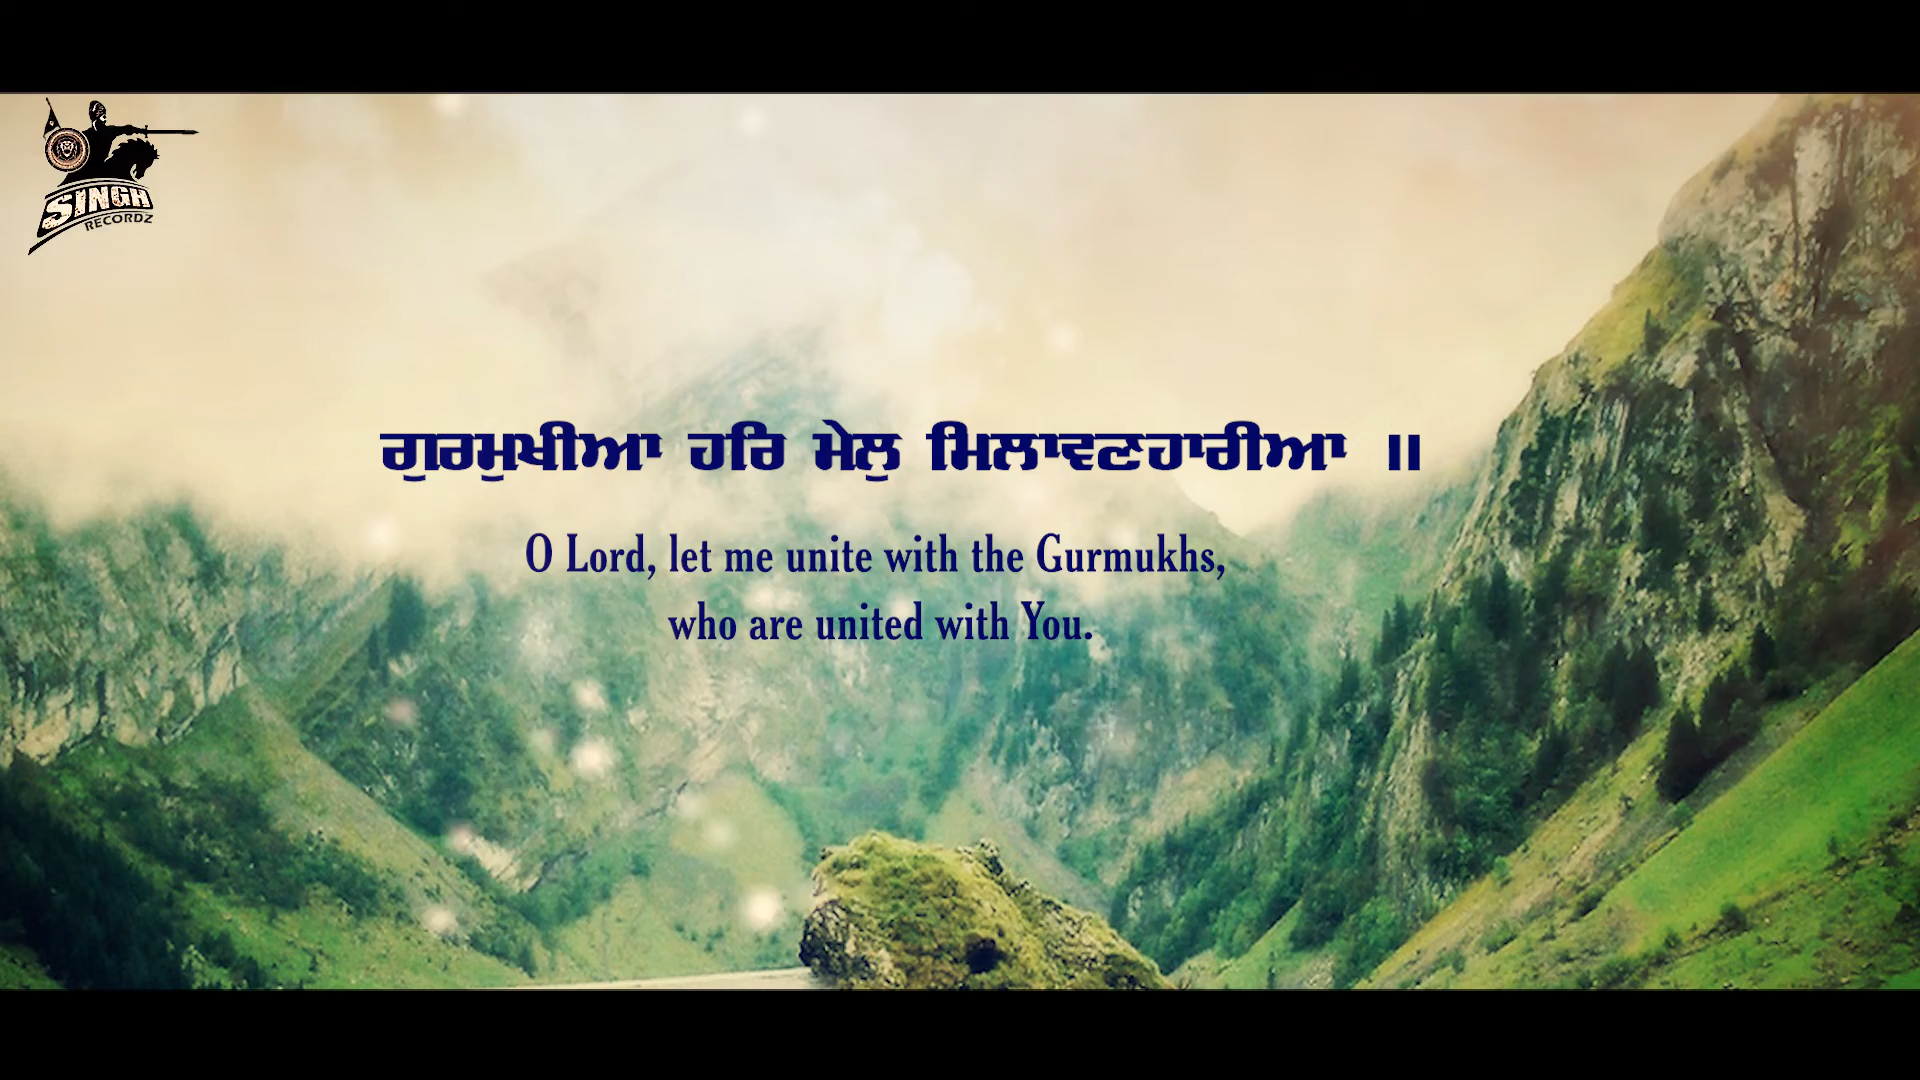 SINGH
RECORDZ
ਗੁਰਮੁਖੀਆ ਹਰਿ ਮੇਲੁ ਮਿਲਾਵਣਹਾਰੀਆ ॥
O Lord, let me unite with the Gurmukhs,
who are united with You.